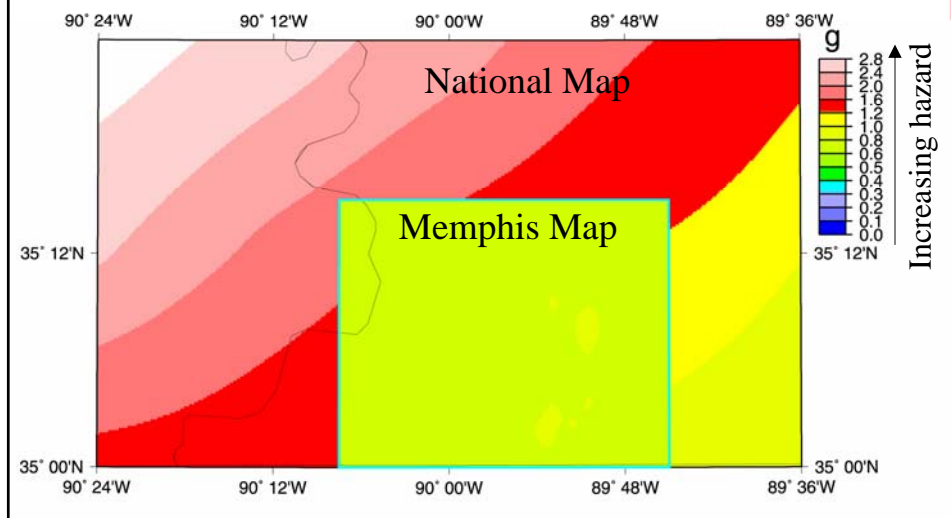 90˚ 24'W 90˚ 12'W 90˚ 00'W 89˚ 48'W 89˚ 36'W
g
National Map
2.8
2.4
2.0
1.6
1.2
1.0
0.8
0.6
0.5
0.4
0.3
0.2
0.1
0.0
Increasing hazard
Memphis Map
35˚ 12'N 35˚ 12'N
35˚ 00'N 35˚ 00'N
90˚ 24'W 90˚ 12'W 90˚ 00'W 89˚ 48'W 89˚ 36'W